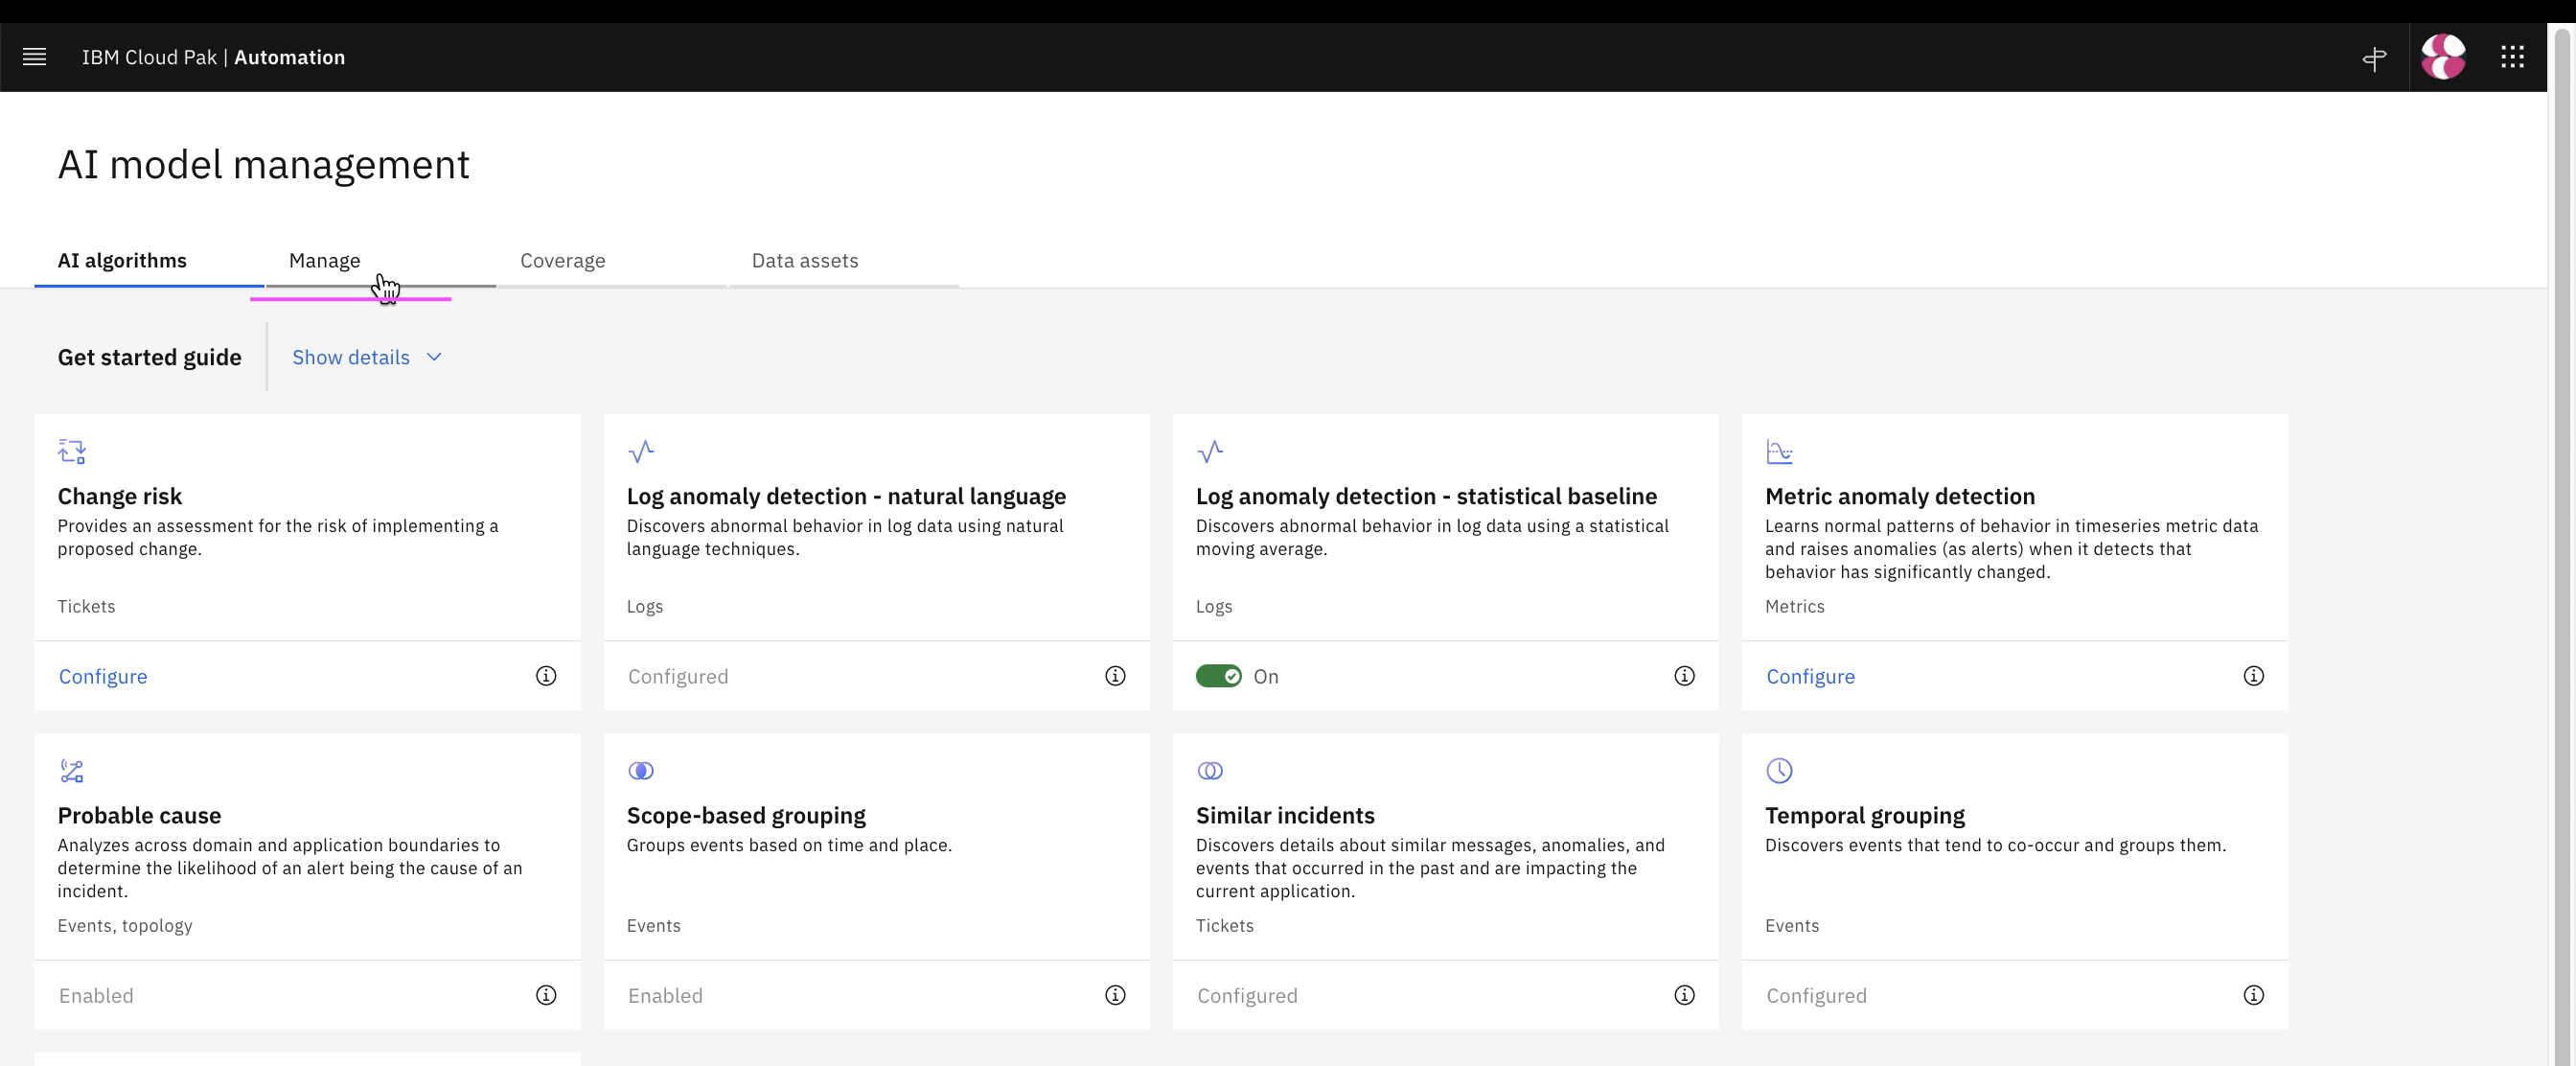 IBM Cloud Pak | Automation
AI model management
AI algorithms
Manage
Coverage
Data assets
Get started guide
Show details
Change risk
Provides an assessment for the risk of implementing a
proposed change.
Tickets
Configure
Log anomaly detection - natural language
Discovers abnormal behavior in log data using natural
language techniques.
Logs
Configured
Log anomaly detection - statistical baseline
Discovers abnormal behavior in log data using a statistical
moving average.
Logs
On
Metric anomaly detection
Learns normal patterns of behavior in timeseries metric data
and raises anomalies (as alerts) when it detects that
behavior has significantly changed.
Metrics
Configure
Probable cause
Analyzes across domain and application boundaries to
determine the likelihood of an alert being the cause of an
incident.
Events, topology
Enabled
Scope-based grouping
Groups events based on time and place.
Events
Enabled
Similar incidents
Discovers details about similar messages, anomalies, and
events that occurred in the past and are impacting the
current application.
Tickets
Configured
Temporal grouping
Discovers events that tend to co-occur and groups them.
Events
Configured